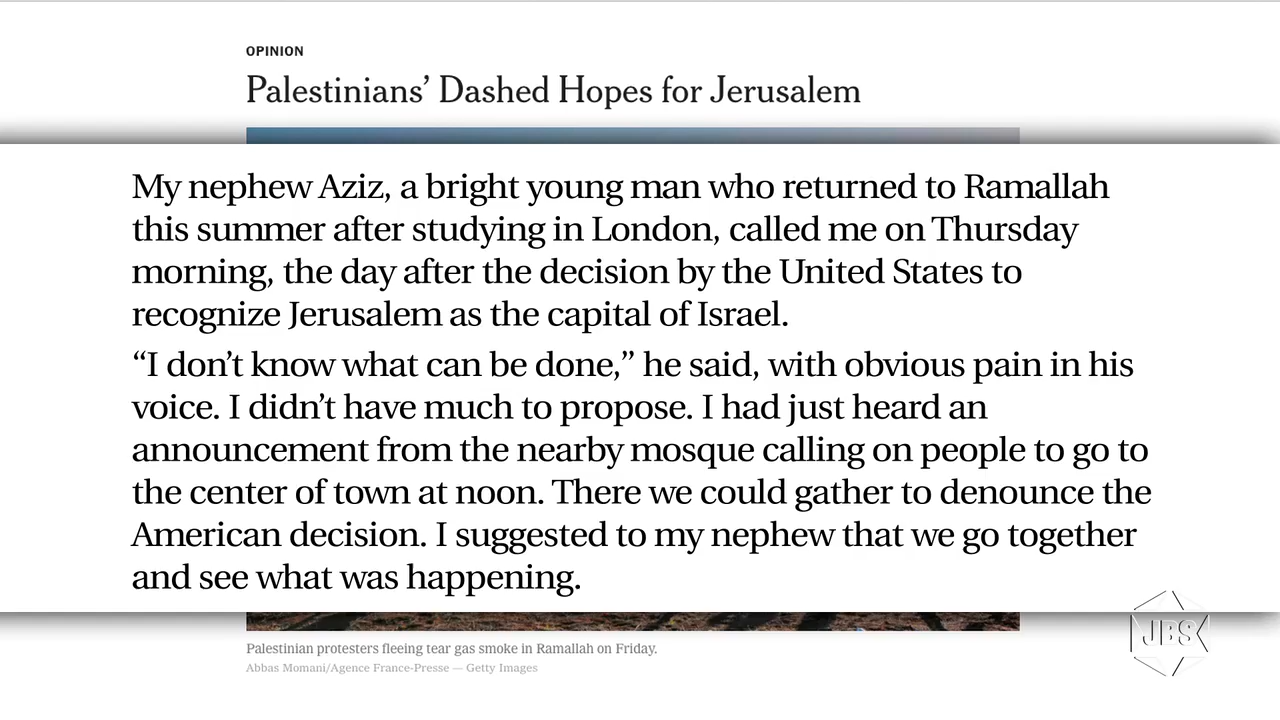 OPINION
Palestinians’ Dashed Hopes for Jerusalem
My nephew Aziz, a bright young man who returned to Ramallah
this summer after studying in London, called me on Thursday
morning, the day after the decision by the United States to
recognize Jerusalem as the capital of Israel.
“I don’t know what can be done,” he said, with obvious pain in his
voice. I didn’t have much to propose. I had just heard an
announcement from the nearby mosque calling on people to go to
the center of town at noon. There we could gather to denounce the
American decision. I suggested to my nephew that we go together
and see what was happening.
Palestinian protesters fleeing tear gas smoke in Ramallah on Friday.
Abbas Momani/Agence France-Presse — Getty Images
JBS